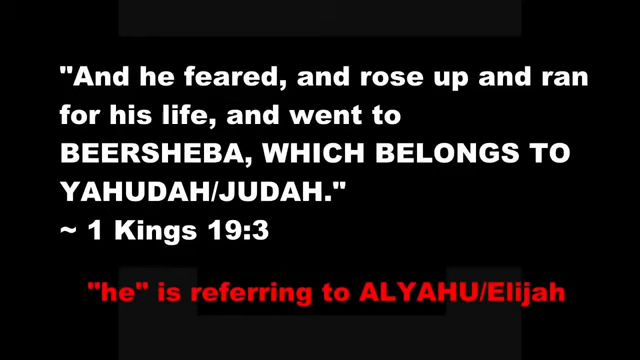 "And he feared, and rose up and ran
for his life, and went to
BEERSHEBA, WHICH BELONGS TO
YAHUDAH/JUDAH."
~ 1 Kings 19:3
"he" is referring to ALYAHU/Elijah